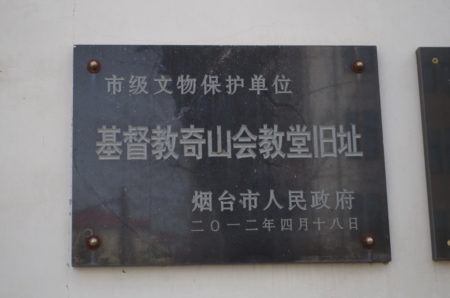 市级文物保护单位
基督教奇山会教堂旧址
烟台市人民政府
二〇一二年四月十八日